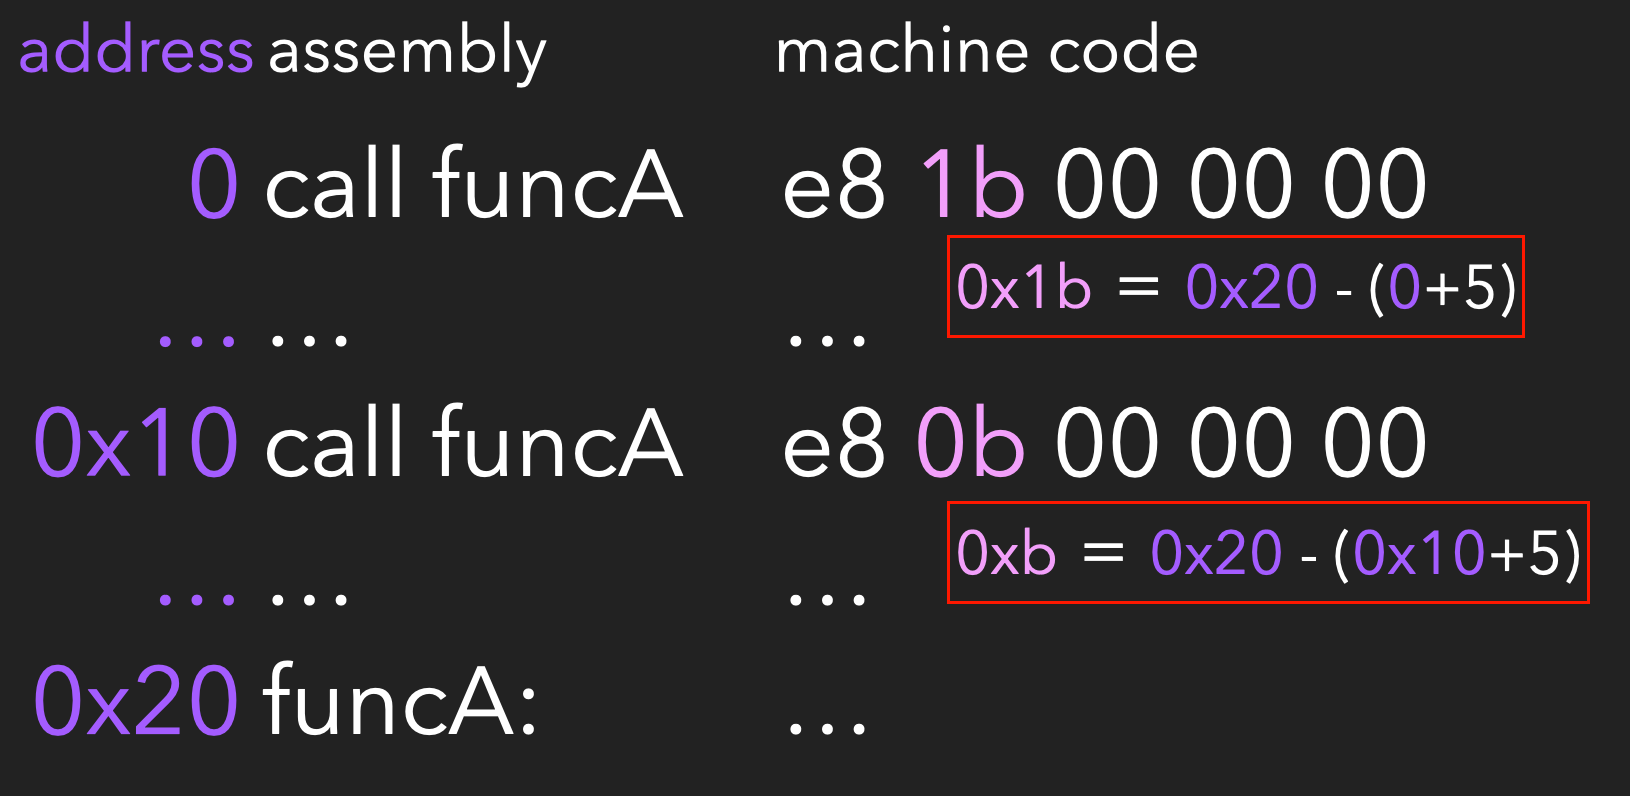 address assembly machine code
0 call funcA e8 1b 00 00 00
0x1b = 0x20 - (0+5)
... ... ...
0x10 call funcA e8 0b 00 00 00
0xb = 0x20 - (0x10+5)
... ... ...
0x20 funcA: ...